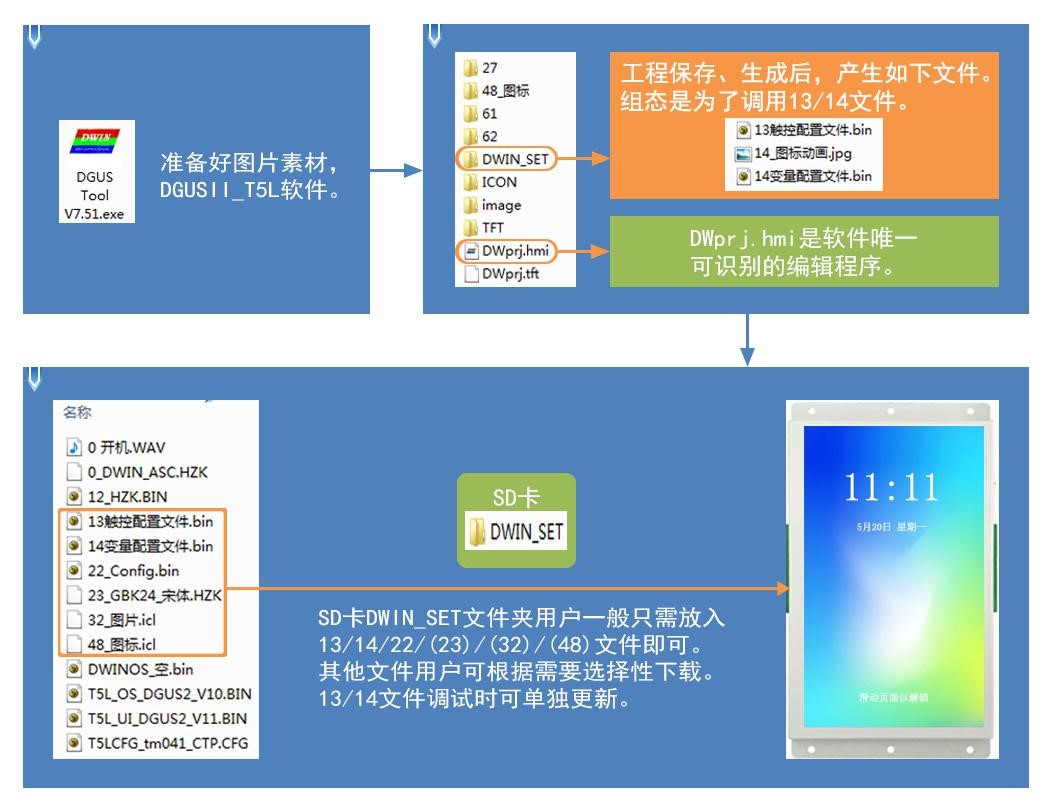 DWIN
DGUS
Tool
V7.51.exe
准备好图片素材，
DGUSII_T5L软件。
27
48_图标
61
62
DWIN_SET
ICON
image
TFT
DWprj.hmi
DWprj.tft
工程保存、生成后，产生如下文件。
组态是为了调用13/14文件。
13触控配置文件.bin
14_图标动画.jpg
14变量配置文件.bin
DWprj.hmi是软件唯一
可识别的编辑程序。
名称
0 开机.WAV
0_DWIN_ASC.HZK
12_HZK.BIN
13触控配置文件.bin
14变量配置文件.bin
22_Config.bin
23_GBK24_宋体.HZK
32_图片.icl
48_图标.icl
DWINOS_空.bin
T5L_OS_DGUS2_V10.BIN
T5L_UI_DGUS2_V11.BIN
T5LCFG_tm041_CTP.CFG
SD卡
DWIN_SET
SD卡DWIN_SET文件夹用户一般只需放入
13/14/22/(23)/(32)/(48)文件即可。
其他文件用户可根据需要选择性下载。
13/14文件调试时可单独更新。
11:11
5月20日 星期一
滑动页面以解锁